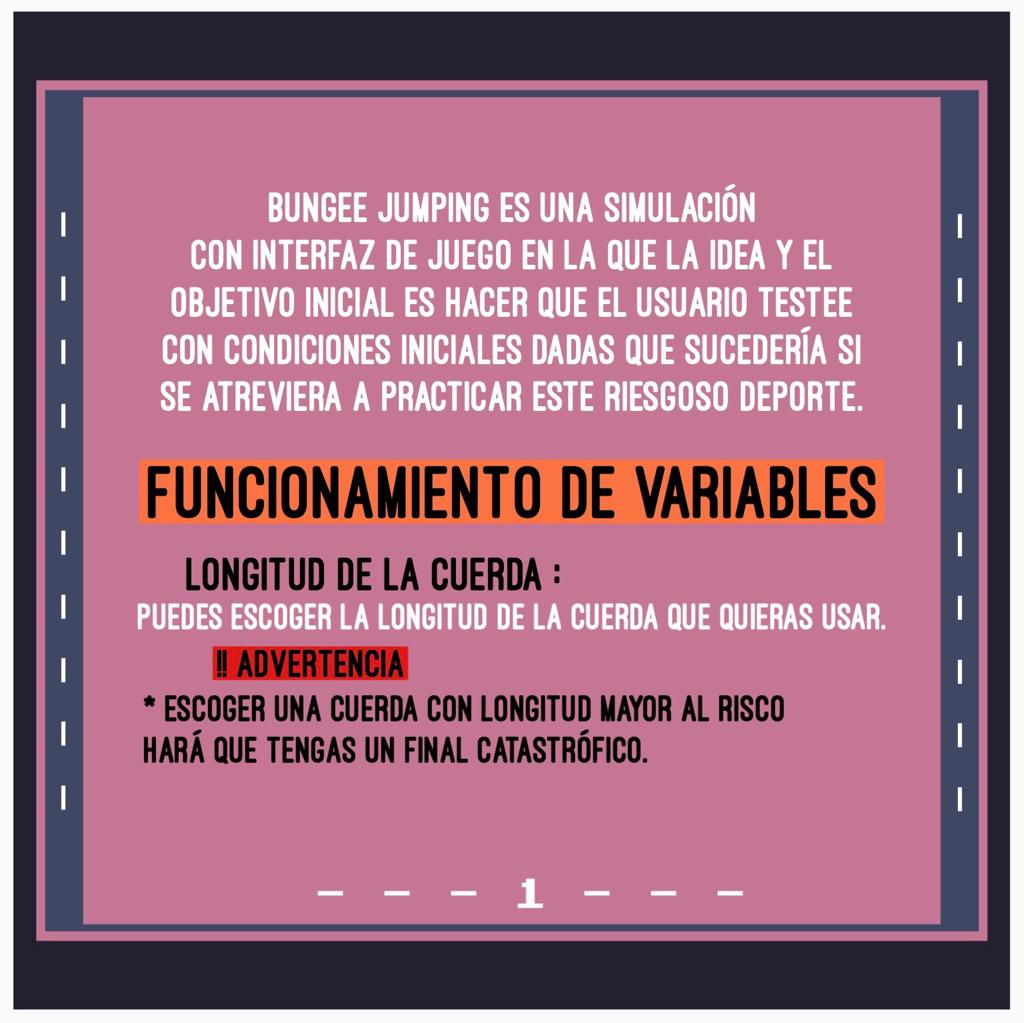 BUNGEE JUMPING ES UNA SIMULACIÓN
CON INTERFAZ DE JUEGO EN LA QUE LA IDEA Y EL
OBJETIVO INICIAL ES HACER QUE EL USUARIO TESTEE
CON CONDICIONES INICIALES DADAS QUE SUCEDERÍA SI
SE ATREVIERA A PRACTICAR ESTE RIESGOSO DEPORTE.
FUNCIONAMIENTO DE VARIABLES
LONGITUD DE LA CUERDA :
PUEDES ESCOGER LA LONGITUD DE LA CUERDA QUE QUIERAS USAR.
!! ADVERTENCIA
* ESCOGER UNA CUERDA CON LONGITUD MAYOR AL RISCO
HARÁ QUE TENGAS UN FINAL CATASTRÓFICO.
– – – 1 – – –